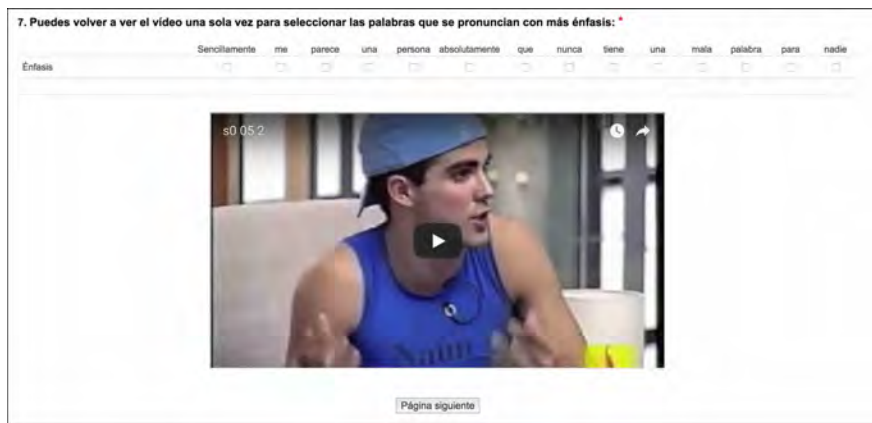 7. Puedes volver a ver el vídeo una sola vez para seleccionar las palabras que se pronuncian con más énfasis: *
Sencillamente me parece una persona absolutamente que nunca tiene una mala palabra para nadie
Énfasis
s0 05 2
Página siguiente